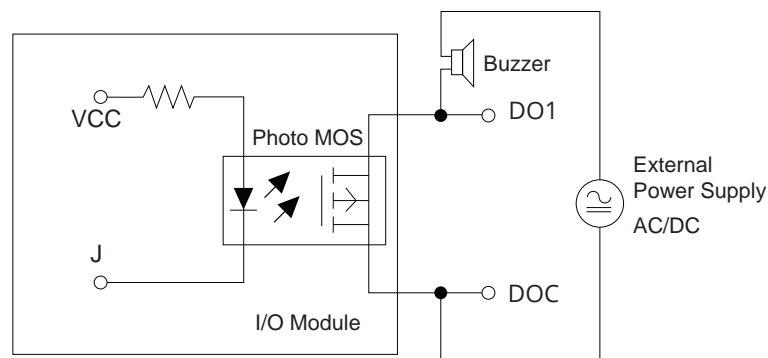 Buzzer
VCC
DO1
Photo MOS
External
Power Supply
AC/DC
J
DOC
I/O Module